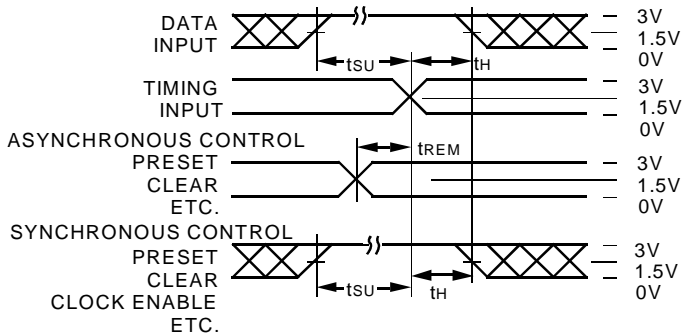 DATA
INPUT
3V
1.5V
0V
tSU
tH
TIMING
INPUT
3V
1.5V
0V
ASYNCHRONOUS CONTROL
tREM
PRESET
CLEAR
ETC.
3V
1.5V
0V
SYNCHRONOUS CONTROL
PRESET
CLEAR
CLOCK ENABLE
ETC.
3V
1.5V
0V
tSU
tH